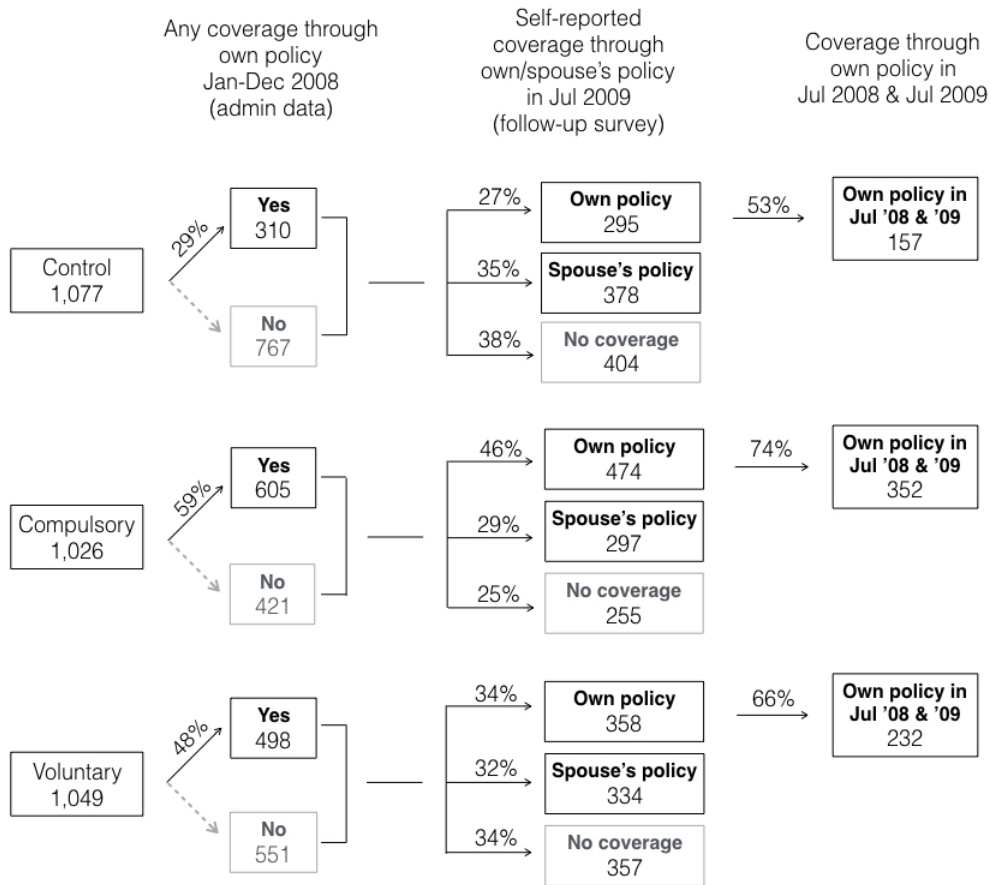 Any coverage through
own policy
Jan-Dec 2008
(admin data)
Self-reported
coverage through
own/spouse's policy
in Jul 2009
(follow-up survey)
Coverage through
own policy in
Jul 2008 & Jul 2009
Control
1,077
29%
Yes
310
No
767
27%
Own policy
295
35%
Spouse's policy
378
38%
No coverage
404
53%
Own policy in
Jul '08 & '09
157
Compulsory
1,026
59%
Yes
605
No
421
46%
Own policy
474
29%
Spouse's policy
297
25%
No coverage
255
74%
Own policy in
Jul '08 & '09
352
Voluntary
1,049
48%
Yes
498
No
551
34%
Own policy
358
32%
Spouse's policy
334
34%
No coverage
357
66%
Own policy in
Jul '08 & '09
232